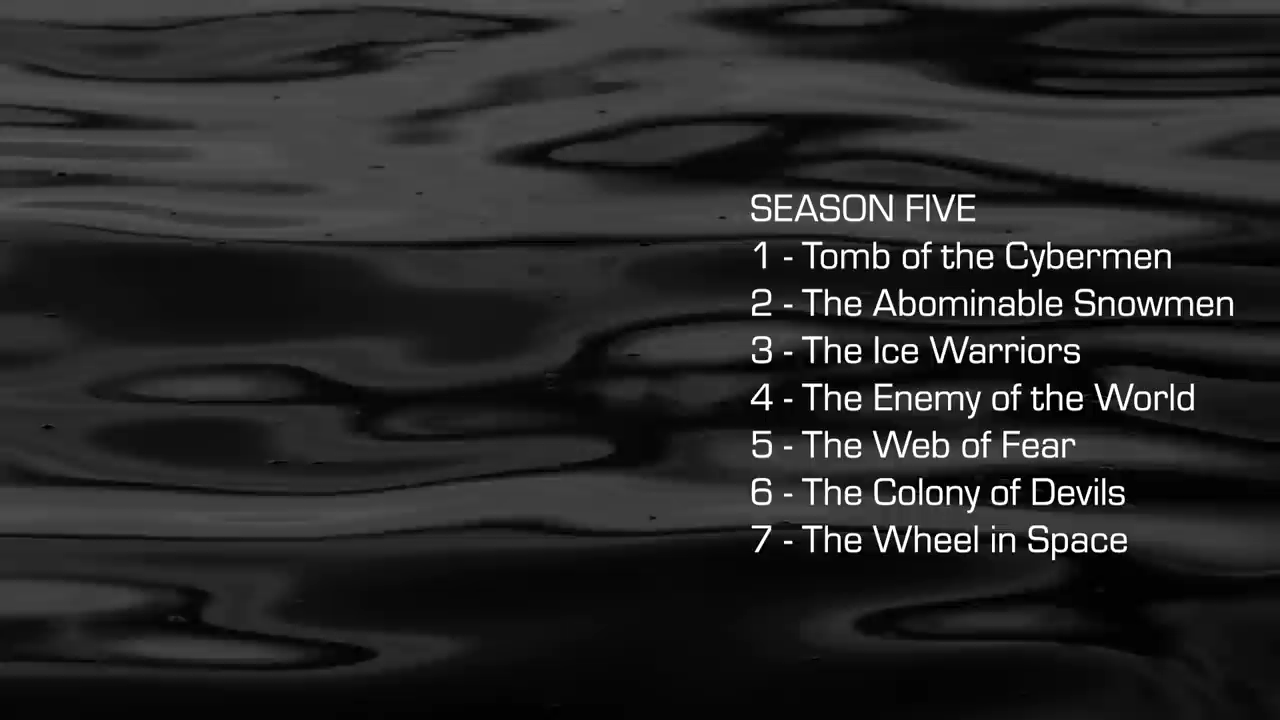 SEASON FIVE
1 - Tomb of the Cybermen
2 - The Abominable Snowmen
3 - The Ice Warriors
4 - The Enemy of the World
5 - The Web of Fear
6 - The Colony of Devils
7 - The Wheel in Space